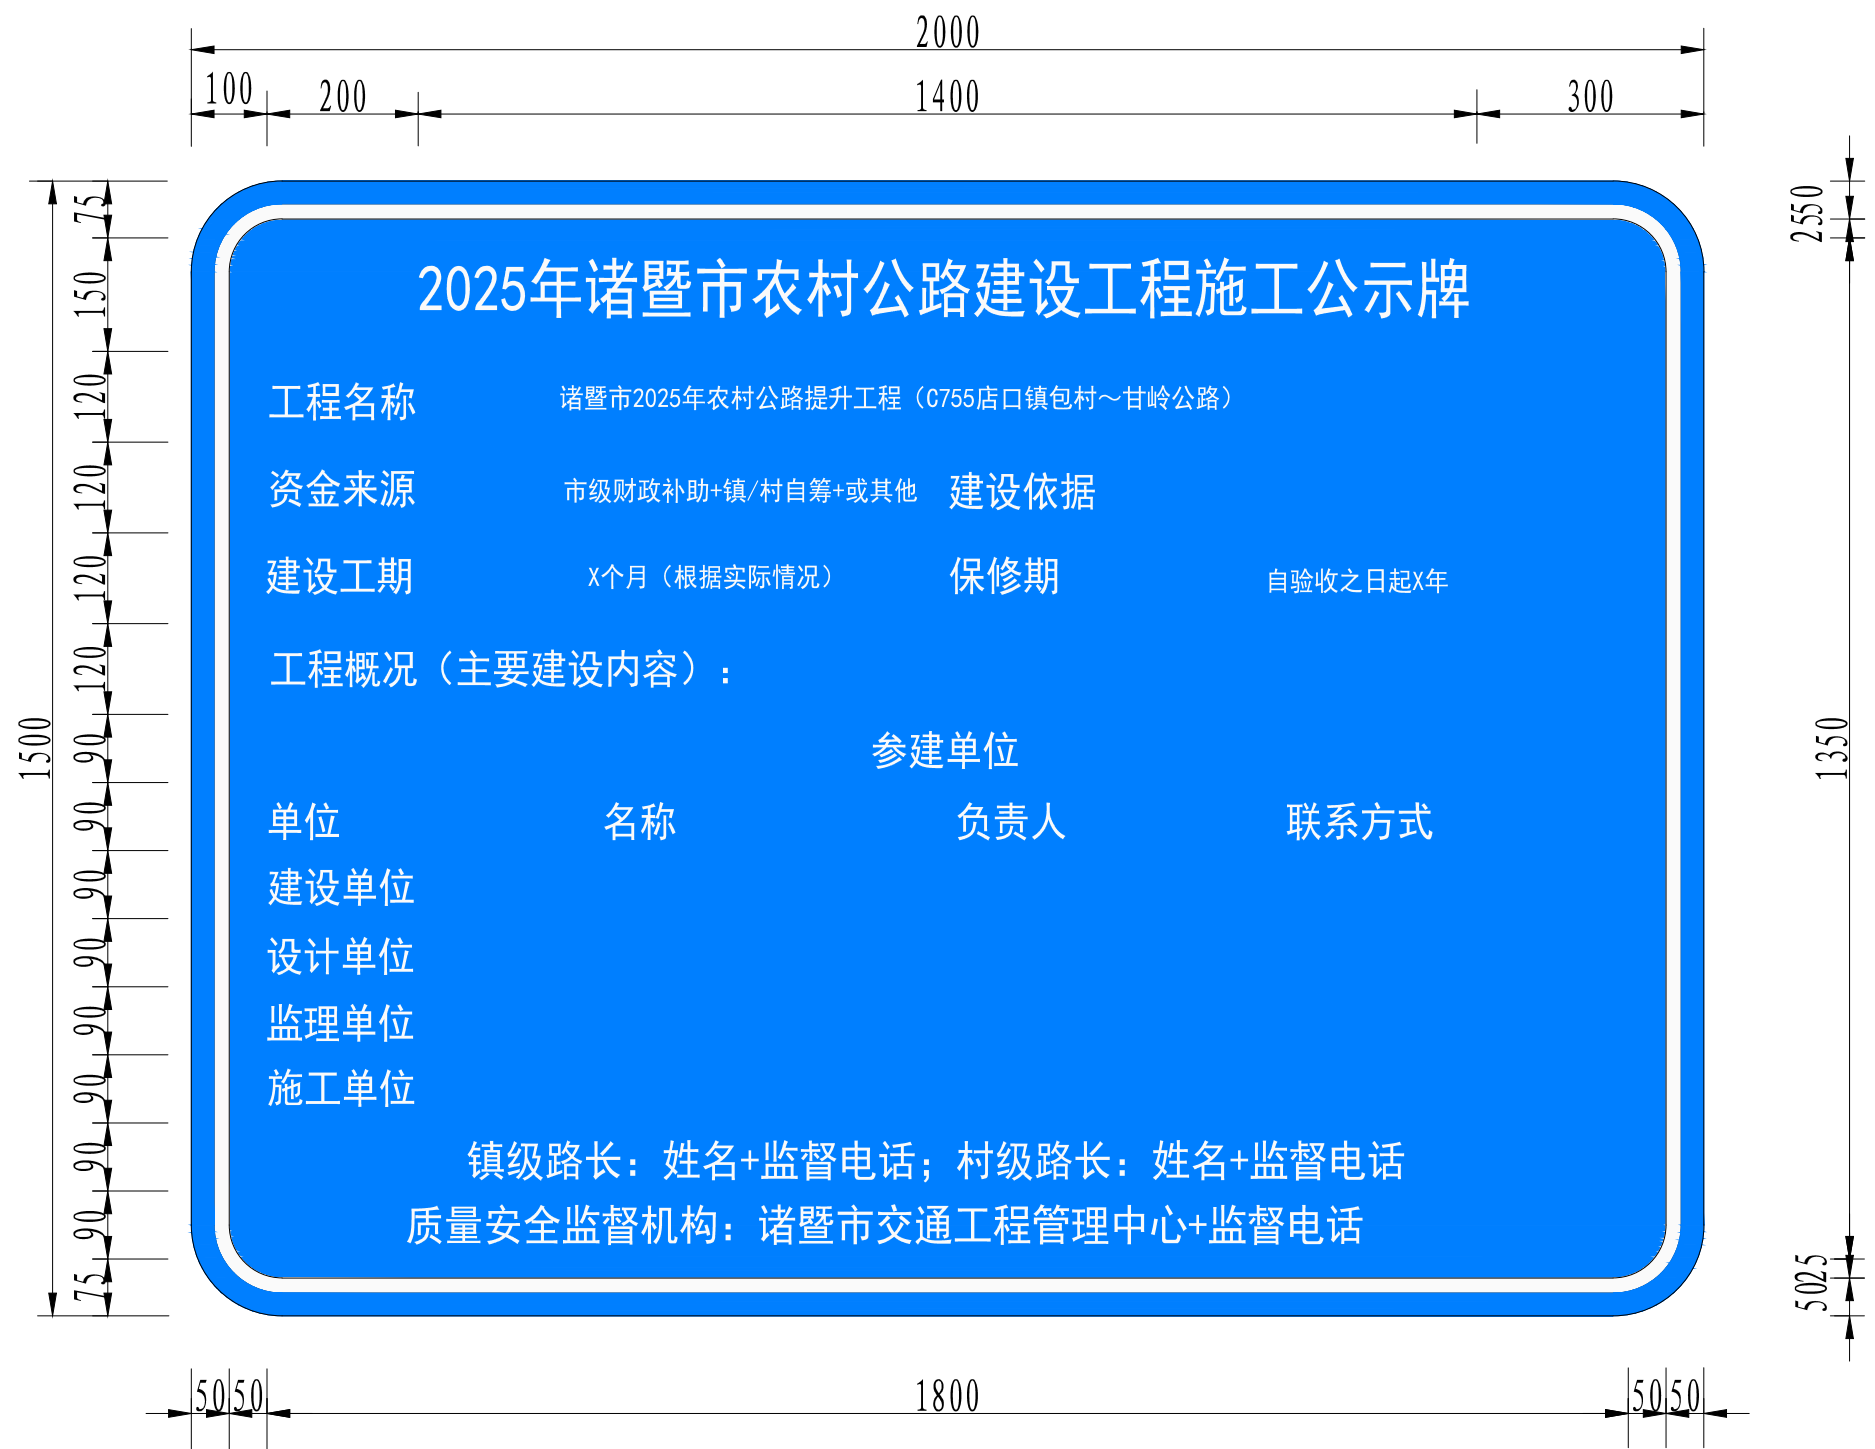 2000
100 200 1400 300
2025年诸暨市农村公路建设工程施工公示牌
工程名称 诸暨市2025年农村公路提升工程（C755店口镇包村～甘岭公路）
资金来源 市级财政补助+镇/村自筹+或其他 建设依据
建设工期 X个月（根据实际情况） 保修期 自验收之日起X年
工程概况（主要建设内容）：
参建单位
单位 名称 负责人 联系方式
建设单位
设计单位
监理单位
施工单位
镇级路长：姓名+监督电话；村级路长：姓名+监督电话
质量安全监督机构：诸暨市交通工程管理中心+监督电话
1500
75
150
120
120
120
120
90
90
90
90
90
90
90
90
75
50
25
1350
25
50
50 50 1800 50 50